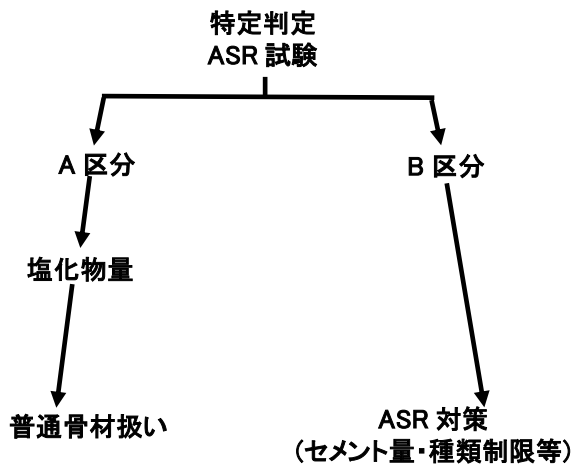 特定判定
ASR 試験
A 区分
B 区分
塩化物量
普通骨材扱い
ASR 対策
(セメント量・種類制限等)